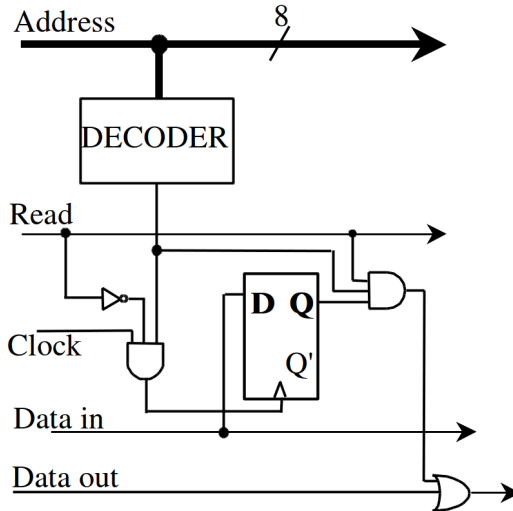 Address
8
DECODER
Read
D Q
Clock
Q'
Data in
Data out